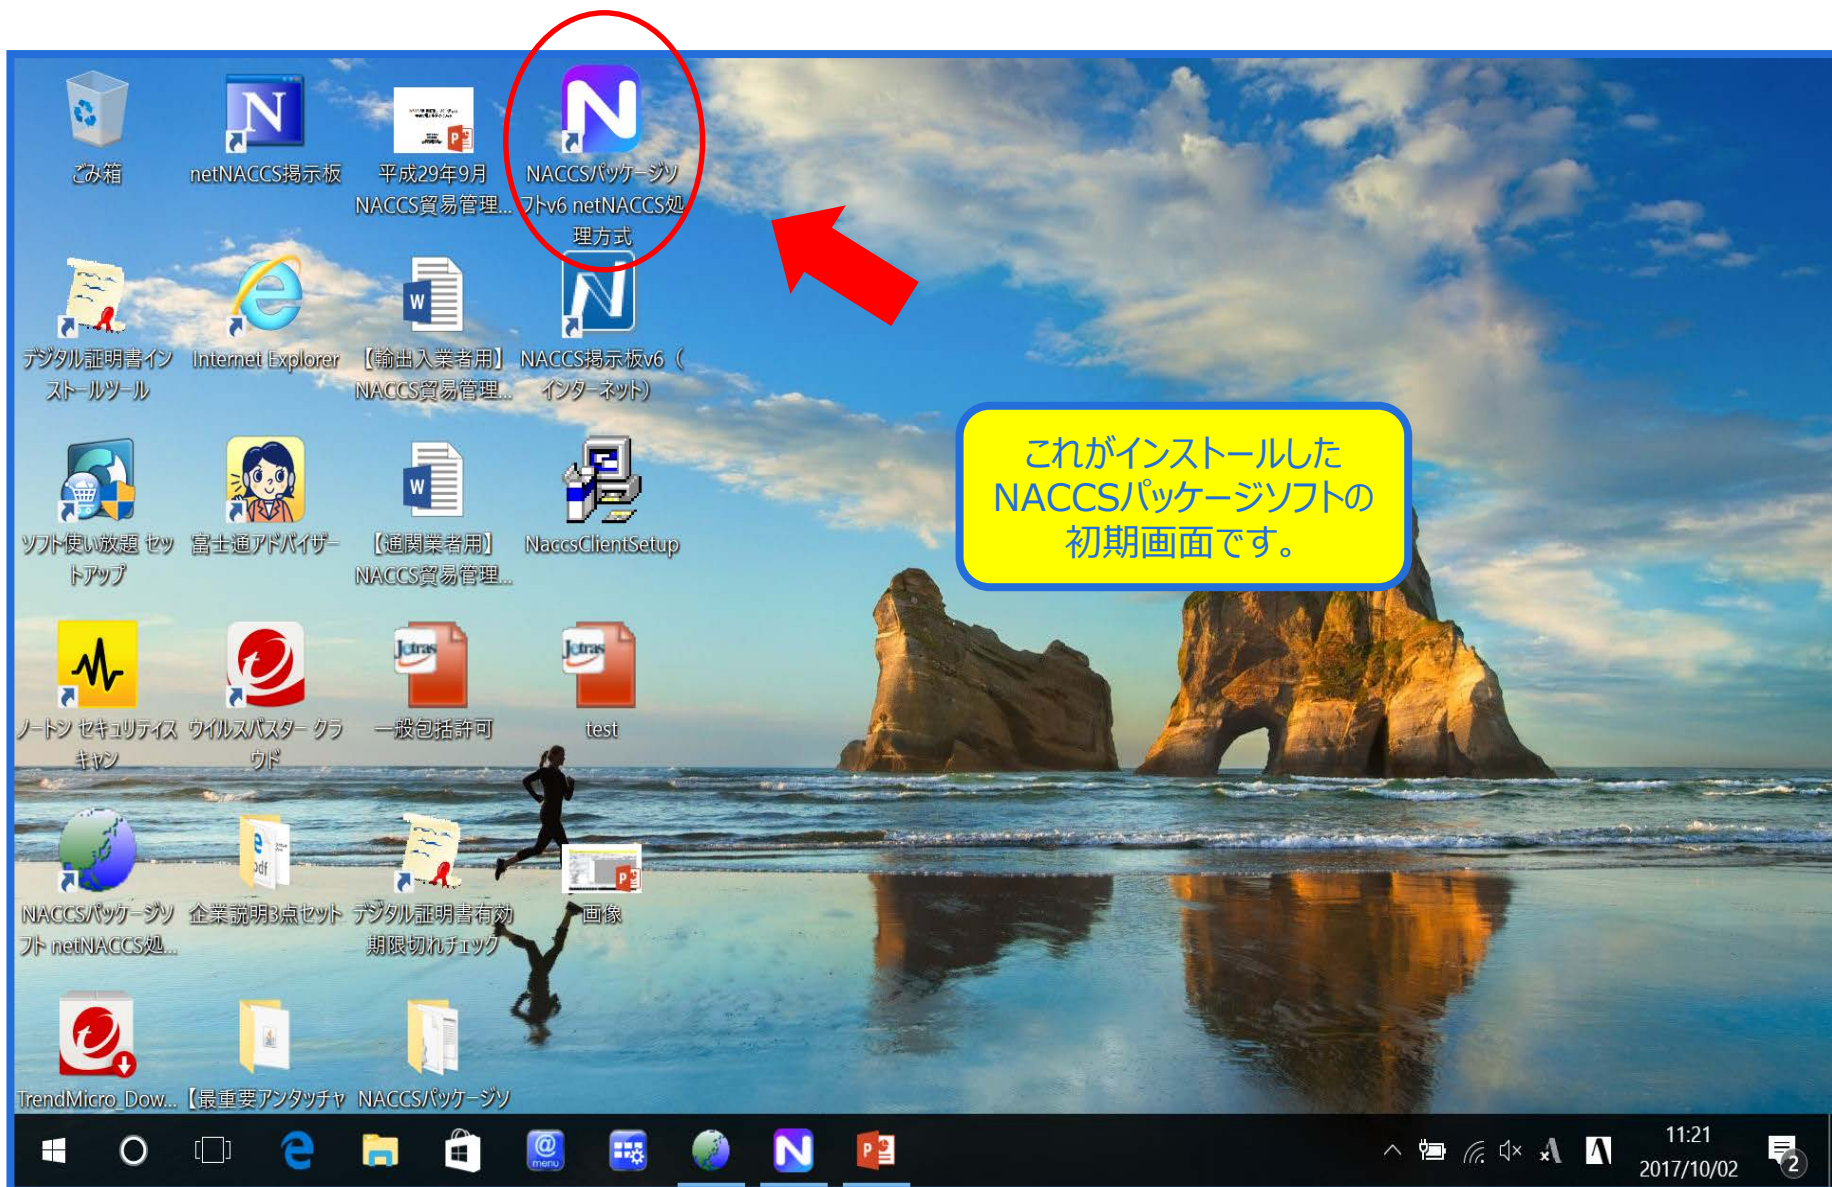 ごみ箱
netNACCS掲示板
平成29年9月
NACCS貿易管理...
NACCSパッケージソ
フトv6 netNACCS処
理方式
デジタル証明書イン
ストールツール
Internet Explorer
【輸出入業者用】
NACCS貿易管理...
NACCS掲示板v6（
インターネット）
これがインストールした
NACCSパッケージソフトの
初期画面です。
ソフト使い放題 セッ
トアップ
富士通アドバイザー
【通関業者用】
NACCS貿易管理...
NaccsClientSetup
Jetras
Jetras
ノートン セキュリティス
キャン
ウイルスバスター クラ
ウド
一般包括許可
test
pdf
NACCSパッケージソ
フト netNACCS処...
企業説明3点セット
デジタル証明書有効
期限切れチェック
画像
TrendMicro_Dow...
【最重要アンタッチャ
NACCSパッケージソ
@
menu
11:21
2017/10/02
2